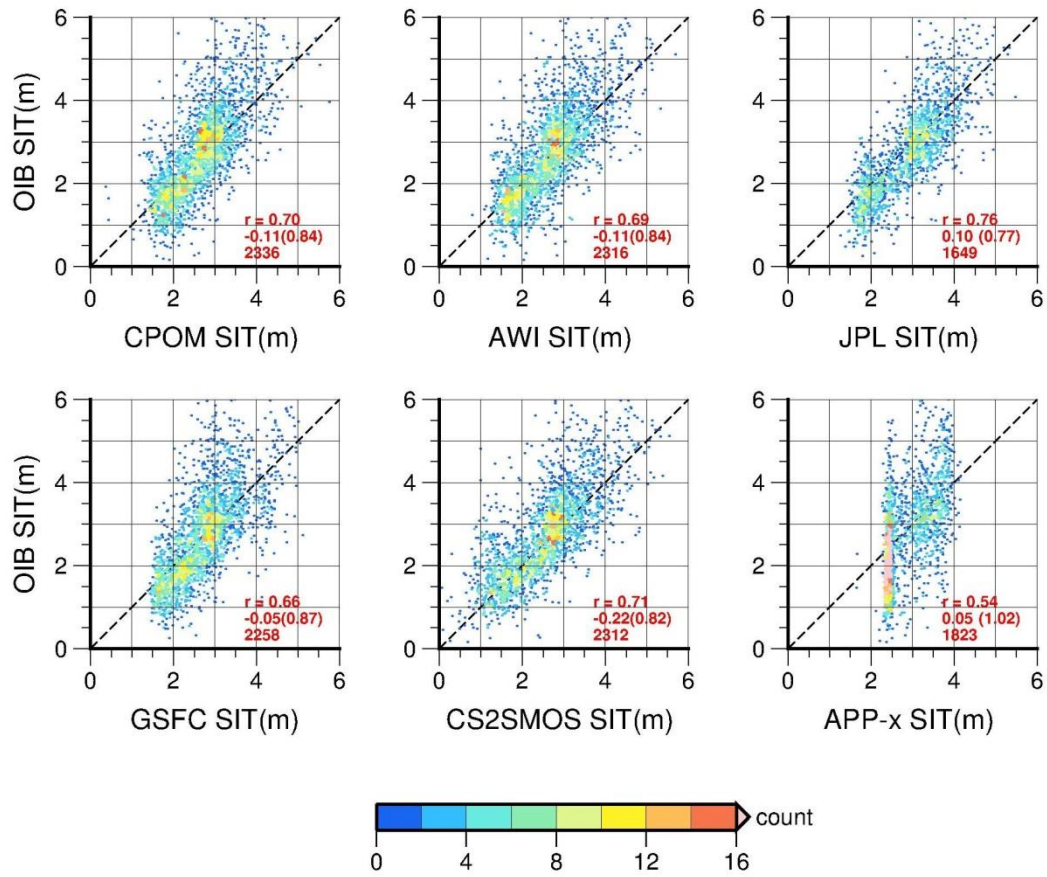 6
4
2
0
OIB SIT(m)
r = 0.70
-0.11(0.84)
2336
0 2 4 6
CPOM SIT(m)
6
4
2
0
r = 0.69
-0.11(0.84)
2316
0 2 4 6
AWI SIT(m)
6
4
2
0
r = 0.76
0.10 (0.77)
1649
0 2 4 6
JPL SIT(m)
6
4
2
0
OIB SIT(m)
r = 0.66
-0.05(0.87)
2258
0 2 4 6
GSFC SIT(m)
6
4
2
0
r = 0.71
-0.22(0.82)
2312
0 2 4 6
CS2SMOS SIT(m)
6
4
2
0
r = 0.54
0.05 (1.02)
1823
0 2 4 6
APP-x SIT(m)
count
0 4 8 12 16